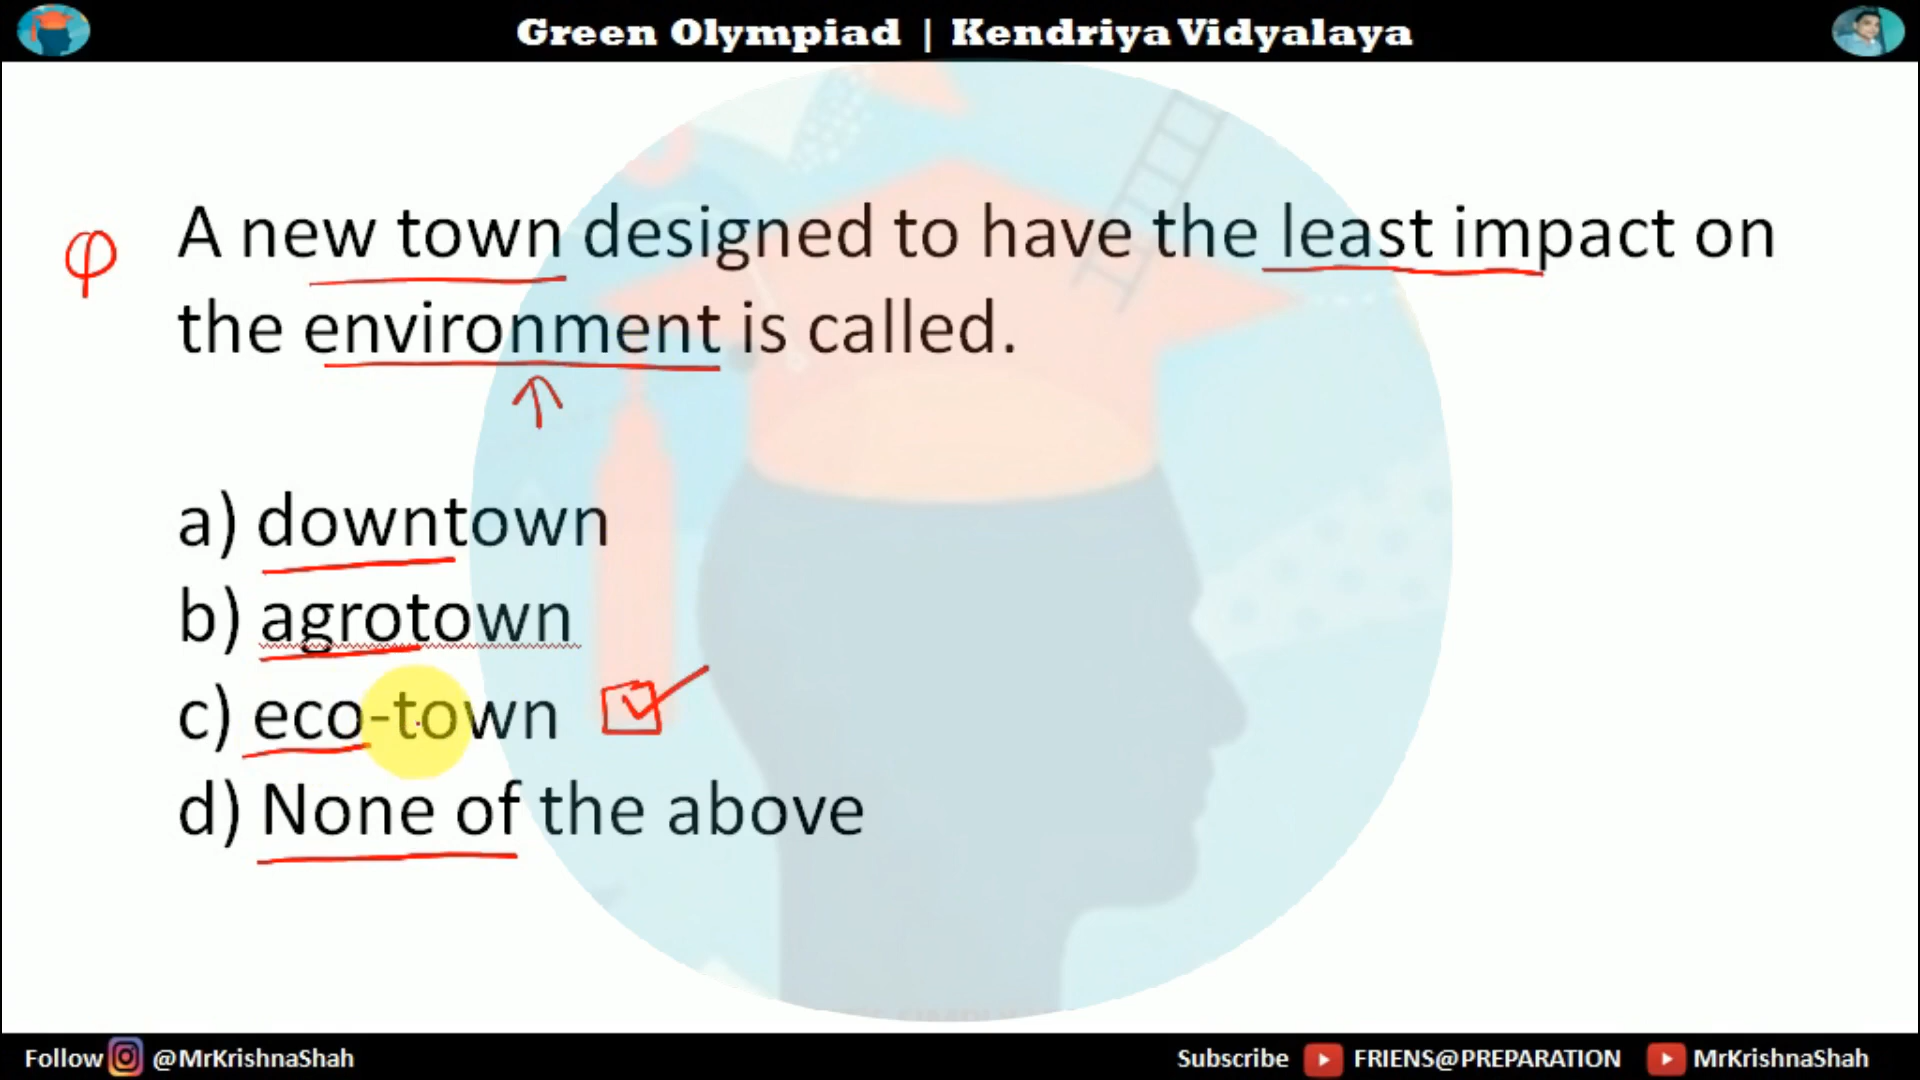 Green Olympiad | Kendriya Vidyalaya
A new town designed to have the least impact on
the environment is called.
a) downtown
b) agrotown
c) eco-town
d) None of the above
Follow @MrKrishnaShah
Subscribe FRIENS@PREPARATION MrKrishnaShah